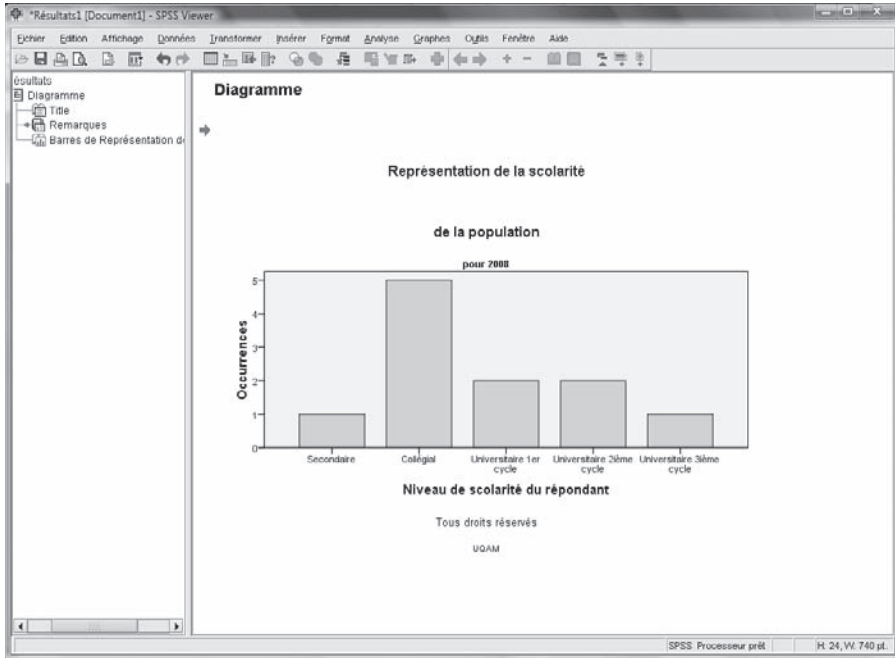 *Résultats1 [Document1] - SPSS Viewer
Fichier Edition Affichage Données Transformer Insérer Format Analyse Graphes Outils Fenêtre Aide
ésultats
Diagramme
Title
Remarques
Barres de Représentation d
Diagramme
Représentation de la scolarité
de la population
pour 2008
Occurrences
5
4
3
2
1
0
Secondaire
Collégial
Universitaire 1er
cycle
Universitaire 2ième
cycle
Universitaire 3ième
cycle
Niveau de scolarité du répondant
Tous droits réservés
UQAM
SPSS Processeur prêt
H: 24, W: 740 pt.